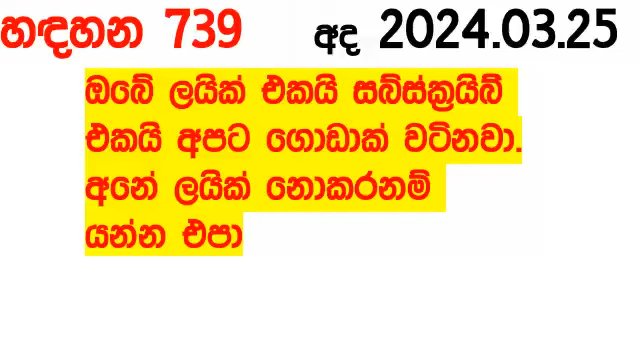 හඳහන 739 අද 2024.03.25
ඔබේ ලයික් එකයි සබ්ස්ක්‍රයිබ්
එකයි අපට ගොඩාක් වටිනවා.
අනේ ලයික් නොකරනම්
යන්න එපා